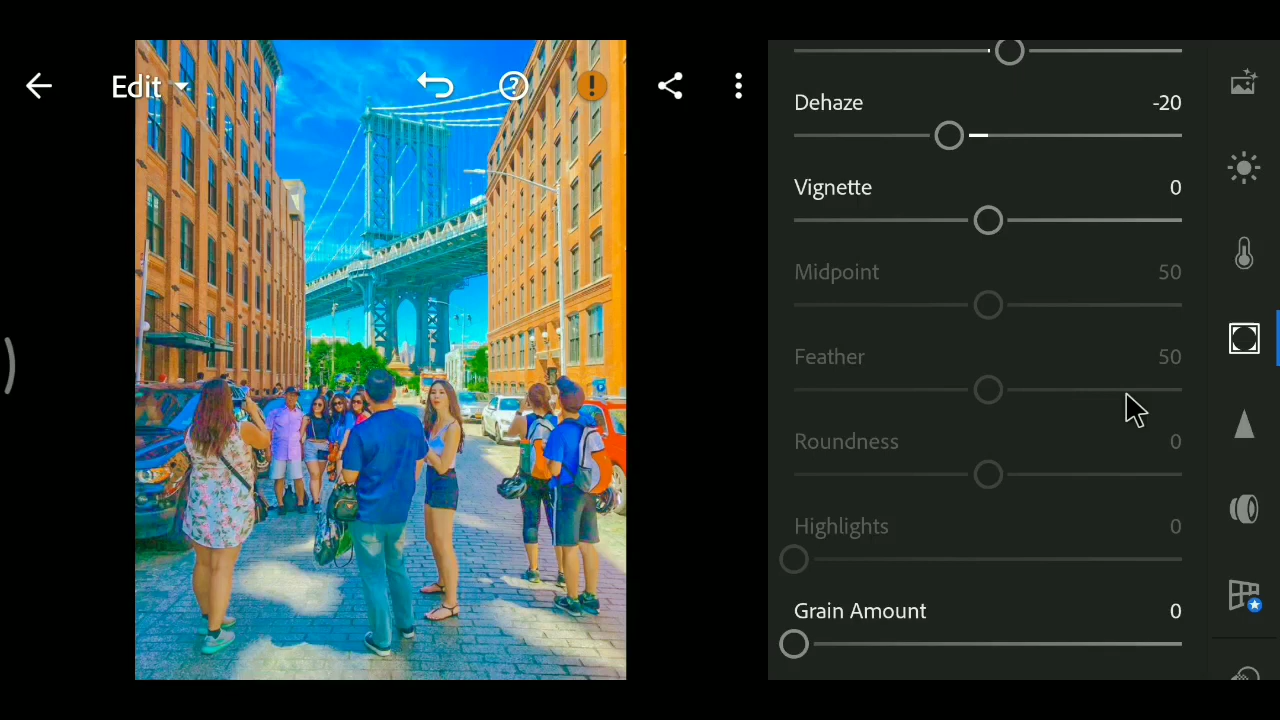 Edit
Dehaze -20
Vignette 0
Midpoint 50
Feather 50
Roundness 0
Highlights 0
Grain Amount 0